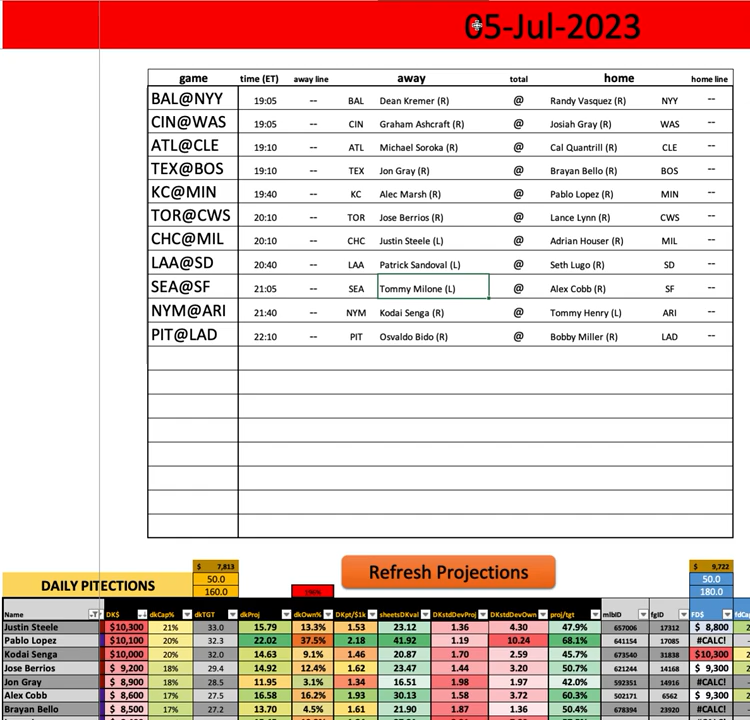 05-Jul-2023
game time (ET) away line away total home home line
BAL@NYY 19:05 -- BAL Dean Kremer (R) @ Randy Vasquez (R) NYY --
CIN@WAS 19:05 -- CIN Graham Ashcraft (R) @ Josiah Gray (R) WAS --
ATL@CLE 19:10 -- ATL Michael Soroka (R) @ Cal Quantrill (R) CLE --
TEX@BOS 19:10 -- TEX Jon Gray (R) @ Brayan Bello (R) BOS --
KC@MIN 19:40 -- KC Alec Marsh (R) @ Pablo Lopez (R) MIN --
TOR@CWS 20:10 -- TOR Jose Berrios (R) @ Lance Lynn (R) CWS --
CHC@MIL 20:10 -- CHC Justin Steele (L) @ Adrian Houser (R) MIL --
LAA@SD 20:40 -- LAA Patrick Sandoval (L) @ Seth Lugo (R) SD --
SEA@SF 21:05 -- SEA Tommy Milone (L) @ Alex Cobb (R) SF --
NYM@ARI 21:40 -- NYM Kodai Senga (R) @ Tommy Henry (L) ARI --
PIT@LAD 22:10 -- PIT Osvaldo Bido (R) @ Bobby Miller (R) LAD --
$ 7,813 Refresh Projections $ 9,722
DAILY PITECTIONS 50.0 50.0
160.0 180.0
Name DK$ dkCap% dkTGT dkProj dkOwn% DKpt/$1k sheetsDKval DKstdDevProj DKstdDevOwn proj/tgt mlbID fgID FD$
Justin Steele $10,300 21% 33.0 15.79 13.3% 1.53 23.12 1.36 4.30 47.9% 657006 17312 $ 8,800
Pablo Lopez $10,100 20% 32.3 22.02 37.5% 2.18 41.92 1.19 10.24 68.1% 641154 17085 #CALC!
Kodai Senga $10,000 20% 32.0 14.63 9.1% 1.46 20.87 1.70 2.59 45.7% 673540 31838 $10,300
Jose Berrios $ 9,200 18% 29.4 14.92 12.4% 1.62 23.47 1.44 3.20 50.7% 621244 14168 $ 9,300
Jon Gray $ 8,900 18% 28.5 11.95 3.1% 1.34 16.51 1.98 1.97 42.0% 592351 14916 #CALC!
Alex Cobb $ 8,600 17% 27.5 16.58 16.2% 1.93 30.13 1.58 3.72 60.3% 502171 6562 $ 9,300
Brayan Bello $ 8,500 17% 27.2 13.70 4.5% 1.61 21.90 1.87 1.36 50.4% 678394 23920 #CALC!